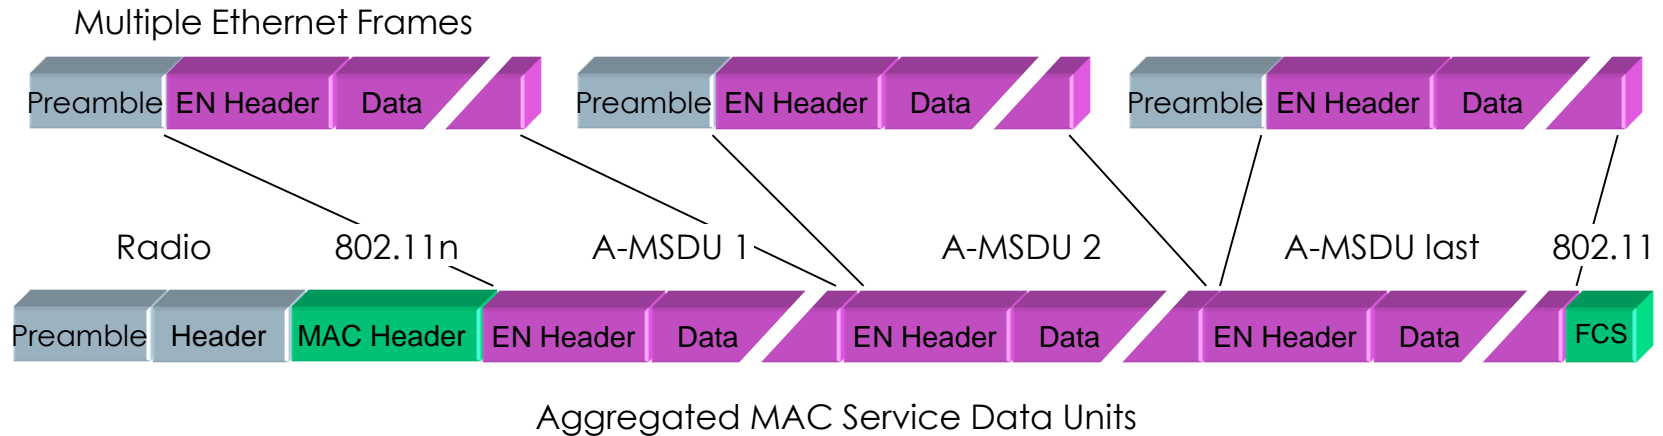 Multiple Ethernet Frames
Preamble EN Header Data Preamble EN Header Data Preamble EN Header Data
Radio 802.11n A-MSDU 1 A-MSDU 2 A-MSDU last 802.11
Preamble Header MAC Header EN Header Data EN Header Data EN Header Data FCS
Aggregated MAC Service Data Units